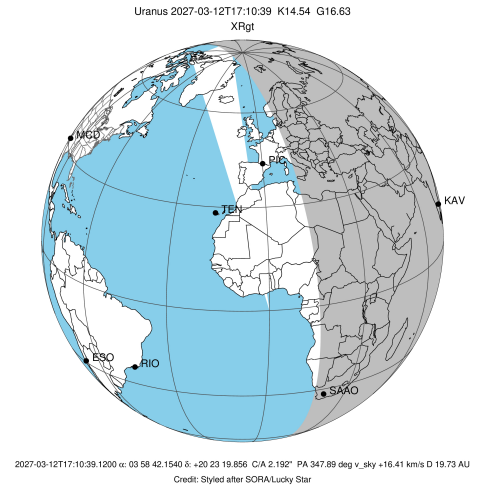 Uranus 2027-03-12T17:10:39 K14.54 G16.63
XRgt
MCD
PIC
KAV
TEN
ESO
RIO
SAAO
2027-03-12T17:10:39.1200 α: 03 58 42.1540 δ: +20 23 19.856 C/A 2.192" PA 347.89 deg v_sky +16.41 km/s D 19.73 AU
Credit: Styled after SORA/Lucky Star